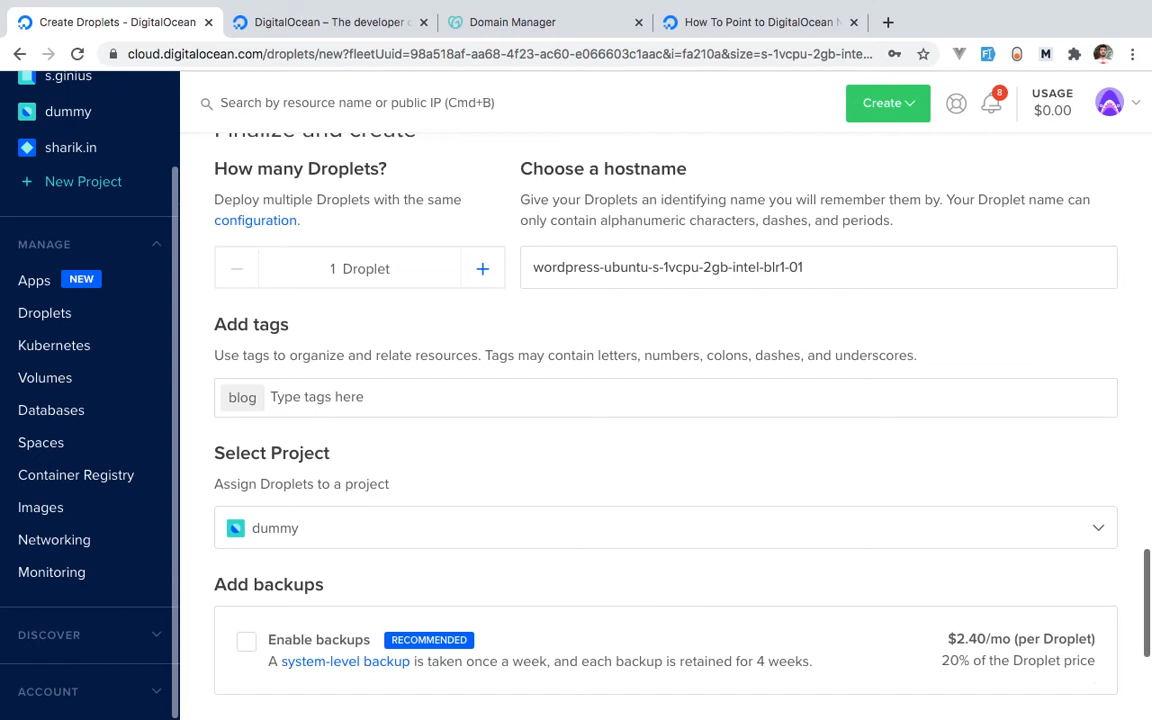 Create Droplets - DigitalOcean
DigitalOcean – The developer c
Domain Manager
How To Point to DigitalOcean N
cloud.digitalocean.com/droplets/new?fleetUuid=98a518af-aa68-4f23-ac60-e066603c1aac&i=fa210a&size=s-1vcpu-2gb-inte...
s.ginius
dummy
sharik.in
+ New Project
MANAGE
Apps NEW
Droplets
Kubernetes
Volumes
Databases
Spaces
Container Registry
Images
Networking
Monitoring
DISCOVER
ACCOUNT
Search by resource name or public IP (Cmd+B)
Create
8
USAGE
$0.00
Finalize and create
How many Droplets?
Deploy multiple Droplets with the same
configuration.
1 Droplet
Choose a hostname
Give your Droplets an identifying name you will remember them by. Your Droplet name can
only contain alphanumeric characters, dashes, and periods.
wordpress-ubuntu-s-1vcpu-2gb-intel-blr1-01
Add tags
Use tags to organize and relate resources. Tags may contain letters, numbers, colons, dashes, and underscores.
blog Type tags here
Select Project
Assign Droplets to a project
dummy
Add backups
Enable backups RECOMMENDED
A system-level backup is taken once a week, and each backup is retained for 4 weeks.
$2.40/mo (per Droplet)
20% of the Droplet price